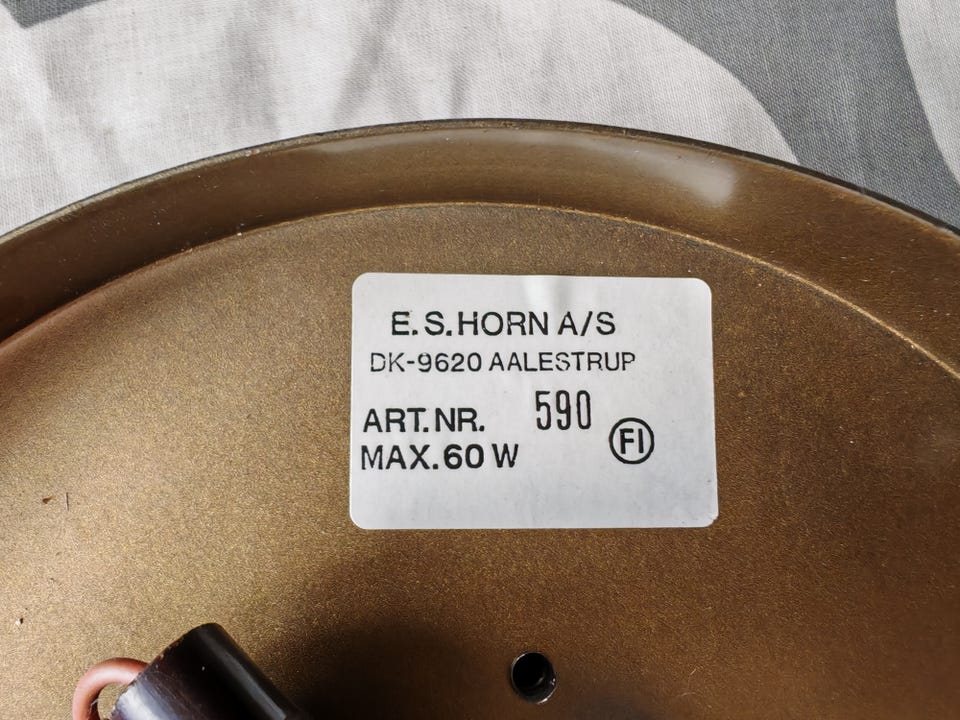 E.S.HORN A/S
DK-9620 AALESTRUP
ART.NR. 590
MAX.60 W FI